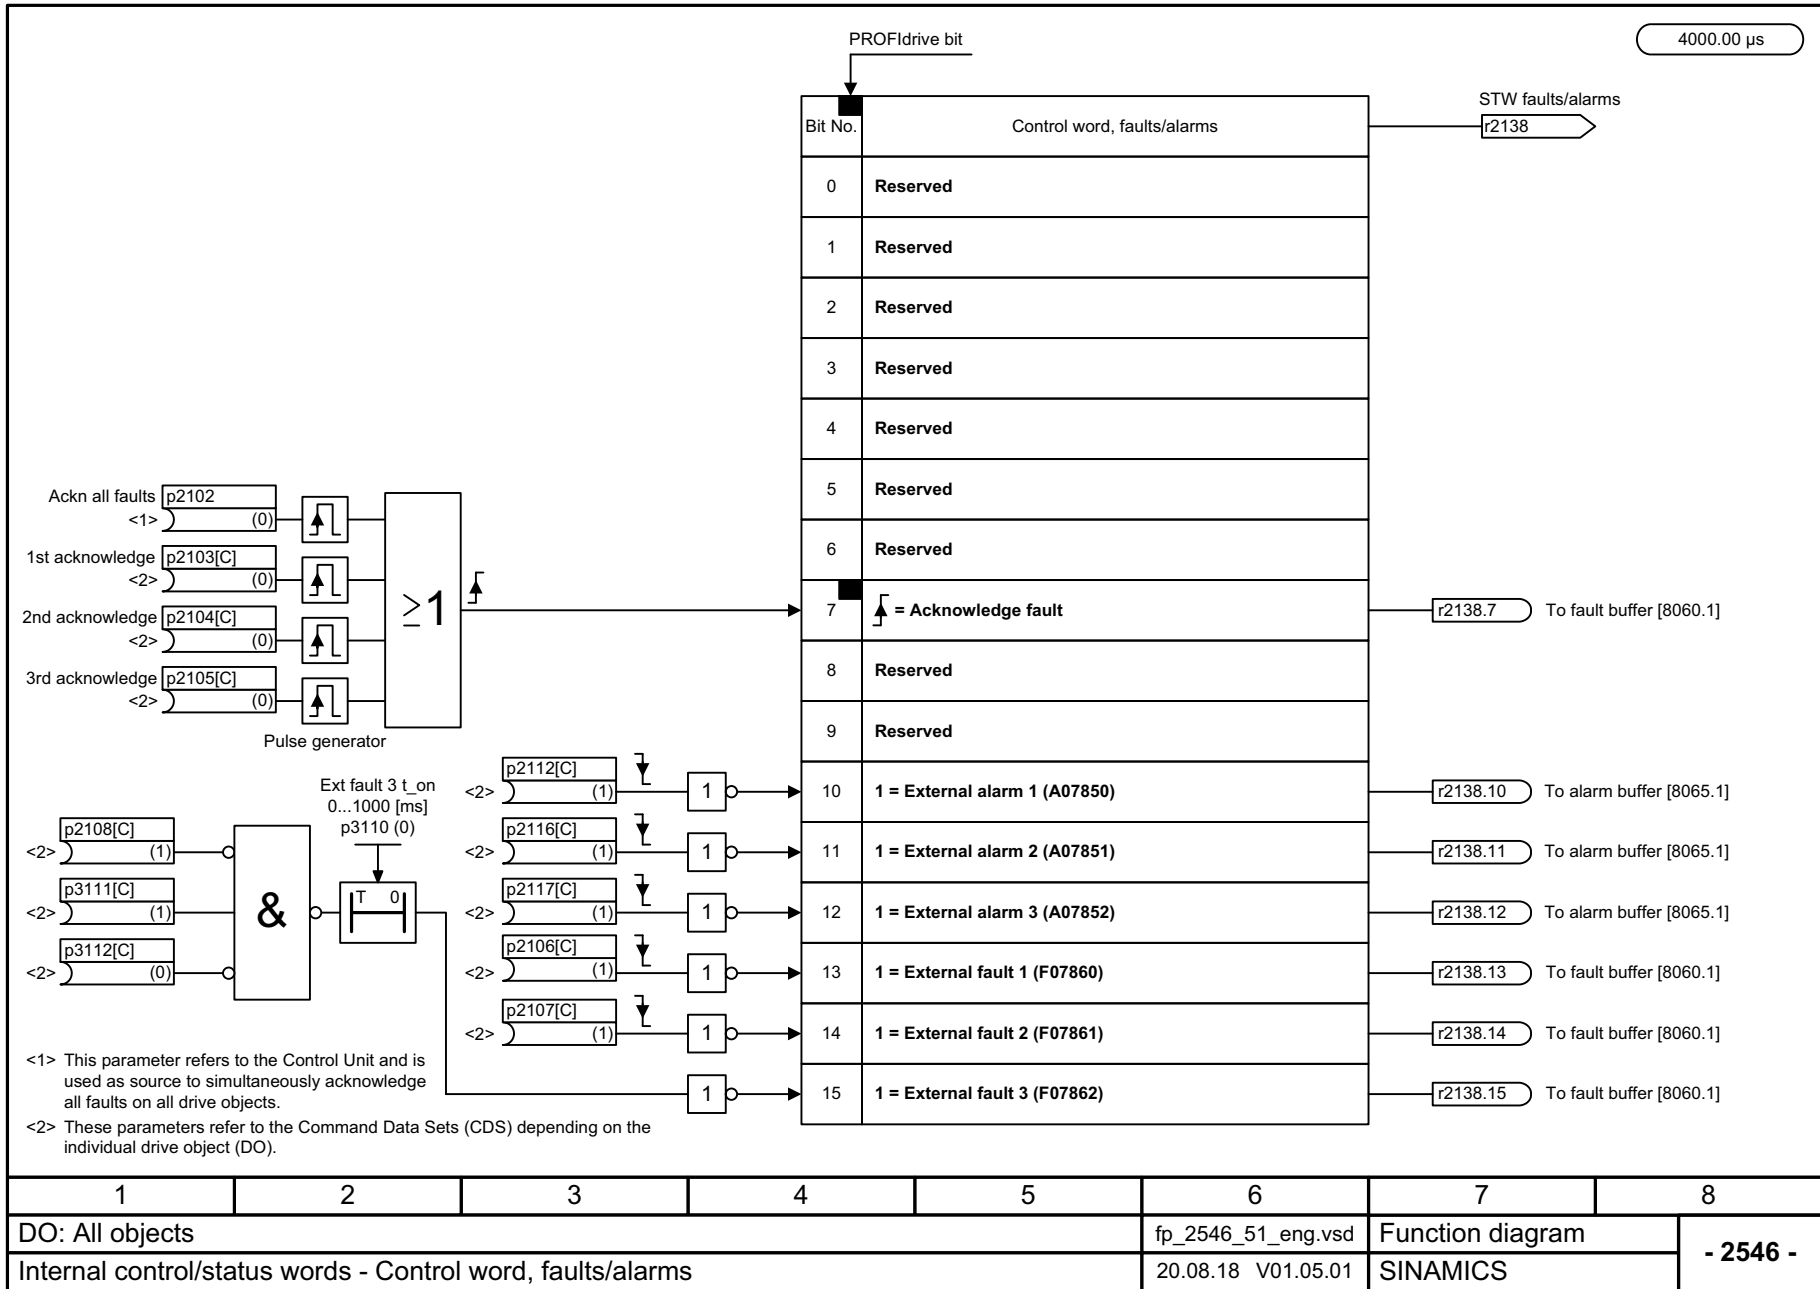 PROFIdrive bit
4000.00 µs
STW faults/alarms
r2138
Bit No. Control word, faults/alarms
0 Reserved
1 Reserved
2 Reserved
3 Reserved
4 Reserved
5 Reserved
6 Reserved
7 = Acknowledge fault
r2138.7 To fault buffer [8060.1]
8 Reserved
9 Reserved
10 1 = External alarm 1 (A07850)
r2138.10 To alarm buffer [8065.1]
11 1 = External alarm 2 (A07851)
r2138.11 To alarm buffer [8065.1]
12 1 = External alarm 3 (A07852)
r2138.12 To alarm buffer [8065.1]
13 1 = External fault 1 (F07860)
r2138.13 To fault buffer [8060.1]
14 1 = External fault 2 (F07861)
r2138.14 To fault buffer [8060.1]
15 1 = External fault 3 (F07862)
r2138.15 To fault buffer [8060.1]
Ackn all faults p2102
<1> (0)
1st acknowledge p2103[C]
<2> (0)
2nd acknowledge p2104[C]
<2> (0)
3rd acknowledge p2105[C]
<2> (0)
≥1
Pulse generator
Ext fault 3 t_on
0...1000 [ms]
p3110 (0)
p2108[C]
<2> (1)
p3111[C]
<2> (1)
p3112[C]
<2> (0)
&
T 0
p2112[C]
<2> (1) 1
p2116[C]
<2> (1) 1
p2117[C]
<2> (1) 1
p2106[C]
<2> (1) 1
p2107[C]
<2> (1) 1
1
<1> This parameter refers to the Control Unit and is
used as source to simultaneously acknowledge
all faults on all drive objects.
<2> These parameters refer to the Command Data Sets (CDS) depending on the
individual drive object (DO).
1 2 3 4 5 6 7 8
DO: All objects
fp_2546_51_eng.vsd
Function diagram
- 2546 -
Internal control/status words - Control word, faults/alarms
20.08.18 V01.05.01
SINAMICS